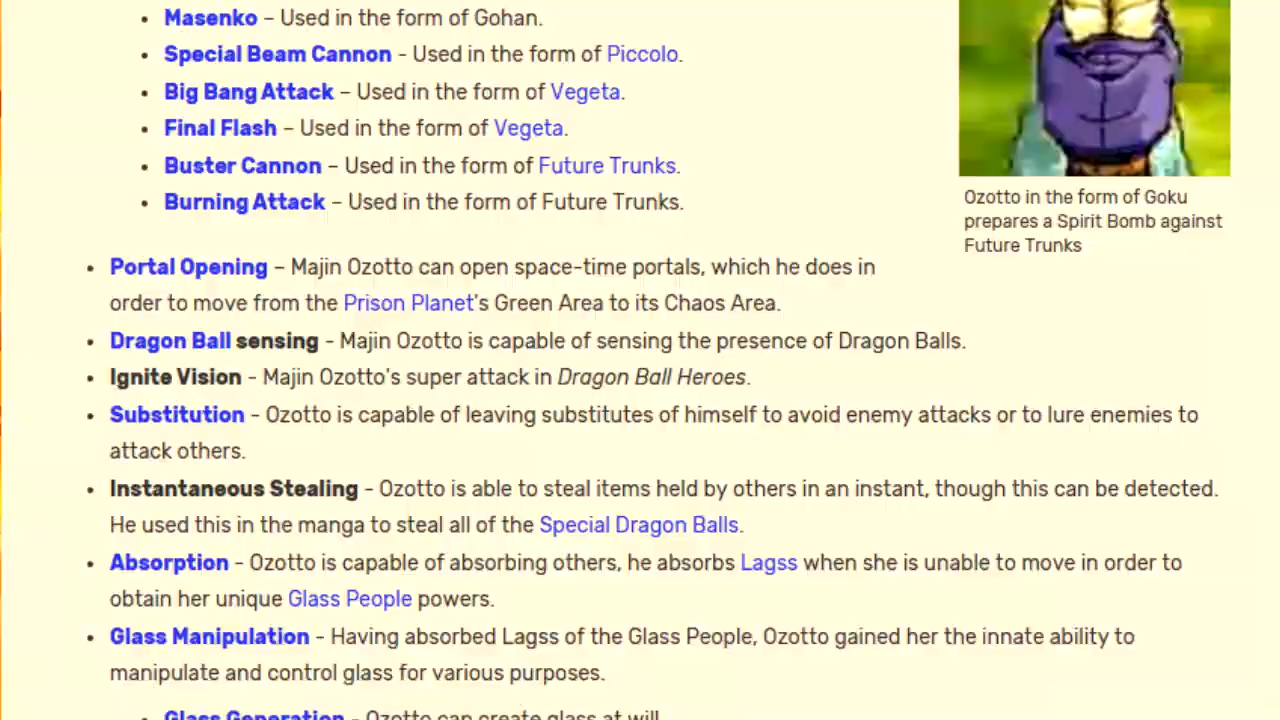 Masenko – Used in the form of Gohan.
Special Beam Cannon - Used in the form of Piccolo.
Big Bang Attack – Used in the form of Vegeta.
Final Flash – Used in the form of Vegeta.
Buster Cannon – Used in the form of Future Trunks.
Burning Attack – Used in the form of Future Trunks.
Ozotto in the form of Goku
prepares a Spirit Bomb against
Future Trunks
Portal Opening – Majin Ozotto can open space-time portals, which he does in
order to move from the Prison Planet's Green Area to its Chaos Area.
Dragon Ball sensing - Majin Ozotto is capable of sensing the presence of Dragon Balls.
Ignite Vision - Majin Ozotto's super attack in Dragon Ball Heroes.
Substitution - Ozotto is capable of leaving substitutes of himself to avoid enemy attacks or to lure enemies to
attack others.
Instantaneous Stealing - Ozotto is able to steal items held by others in an instant, though this can be detected.
He used this in the manga to steal all of the Special Dragon Balls.
Absorption - Ozotto is capable of absorbing others, he absorbs Lagss when she is unable to move in order to
obtain her unique Glass People powers.
Glass Manipulation - Having absorbed Lagss of the Glass People, Ozotto gained her the innate ability to
manipulate and control glass for various purposes.
Glass Generation - Ozotto can create glass at will